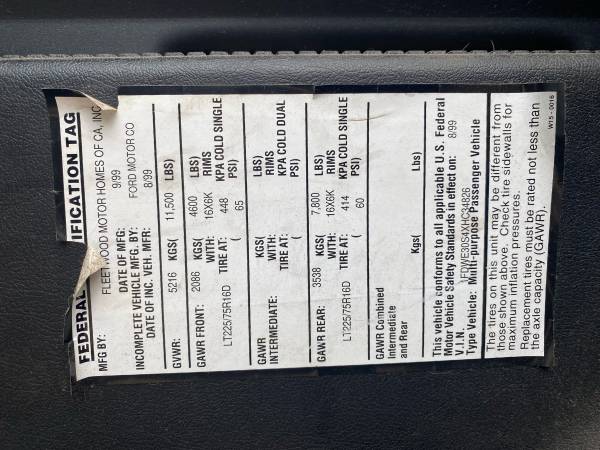 FEDERAL IFICATION TAG
MFG BY: FLEETWOOD MOTOR HOMES OF CA, INC
DATE OF MFG: 9/99
INCOMPLETE VEHICLE MFG. BY: FORD MOTOR CO
DATE OF INC. VEH. MFR: 8/99
GVWR: 5216 KGS( 11,500 LBS)
GAWR FRONT: 2086 KGS( 4600 LBS)
LT225/75R16D WITH: 16X6K RIMS
TIRE AT: 448 KPA COLD SINGLE
( 65 PSI)
GAWR KGS( LBS)
INTERMEDIATE: WITH: RIMS
TIRE AT: KPA COLD DUAL
( PSI)
GAWR REAR: 3538 KGS( 7,800 LBS)
WITH: 16X6K RIMS
LT225/75R16D TIRE AT: 414 KPA COLD SINGLE
( 60 PSI)
GAWR Combined
Intermediate
and Rear Kgs( Lbs)
This vehicle conforms to all applicable U.S. Federal
Motor Vehicle Safety Standards in effect on: 8/99
V.I.N
Type Vehicle: Multi-purpose Passenger Vehicle
The tires on this unit may be different from
those shown above. Check tire sidewalls for
maximum inflation pressures.
Replacement tires must be rated not less than
the axle capacity (GAWR).
W15-0016